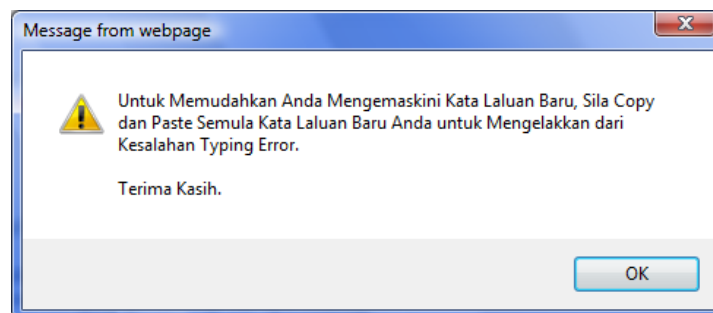 Message from webpage
Untuk Memudahkan Anda Mengemaskini Kata Laluan Baru, Sila Copy
dan Paste Semula Kata Laluan Baru Anda untuk Mengelakkan dari
Kesalahan Typing Error.
Terima Kasih.
OK